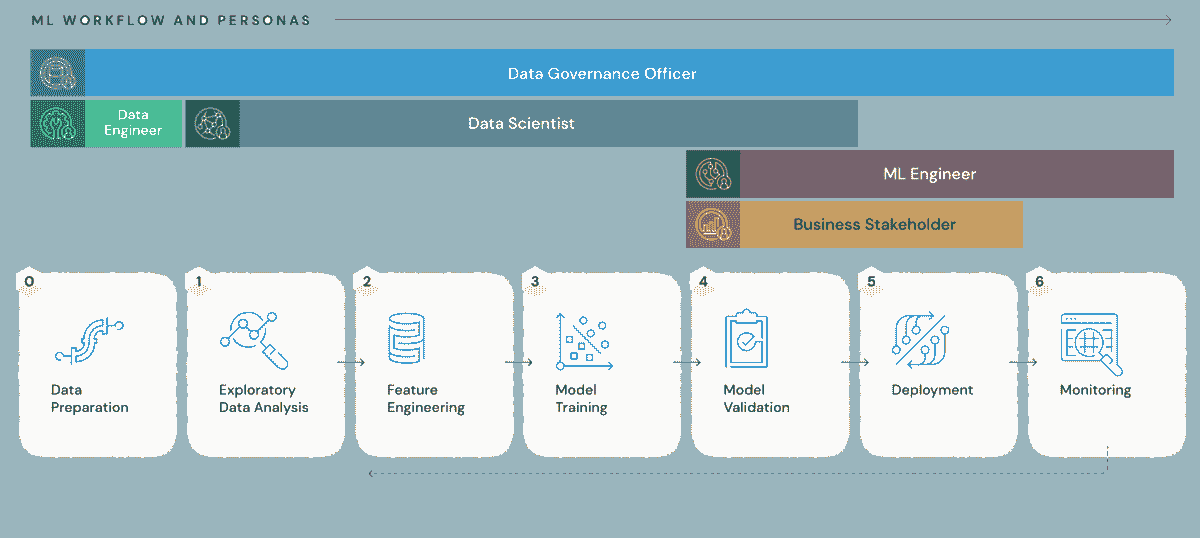 ML WORKFLOW AND PERSONAS
Data Governance Officer
Data
Engineer
Data Scientist
ML Engineer
Business Stakeholder
0
Data
Preparation
1
Exploratory
Data Analysis
2
Feature
Engineering
3
Model
Training
4
Model
Validation
5
Deployment
6
Monitoring